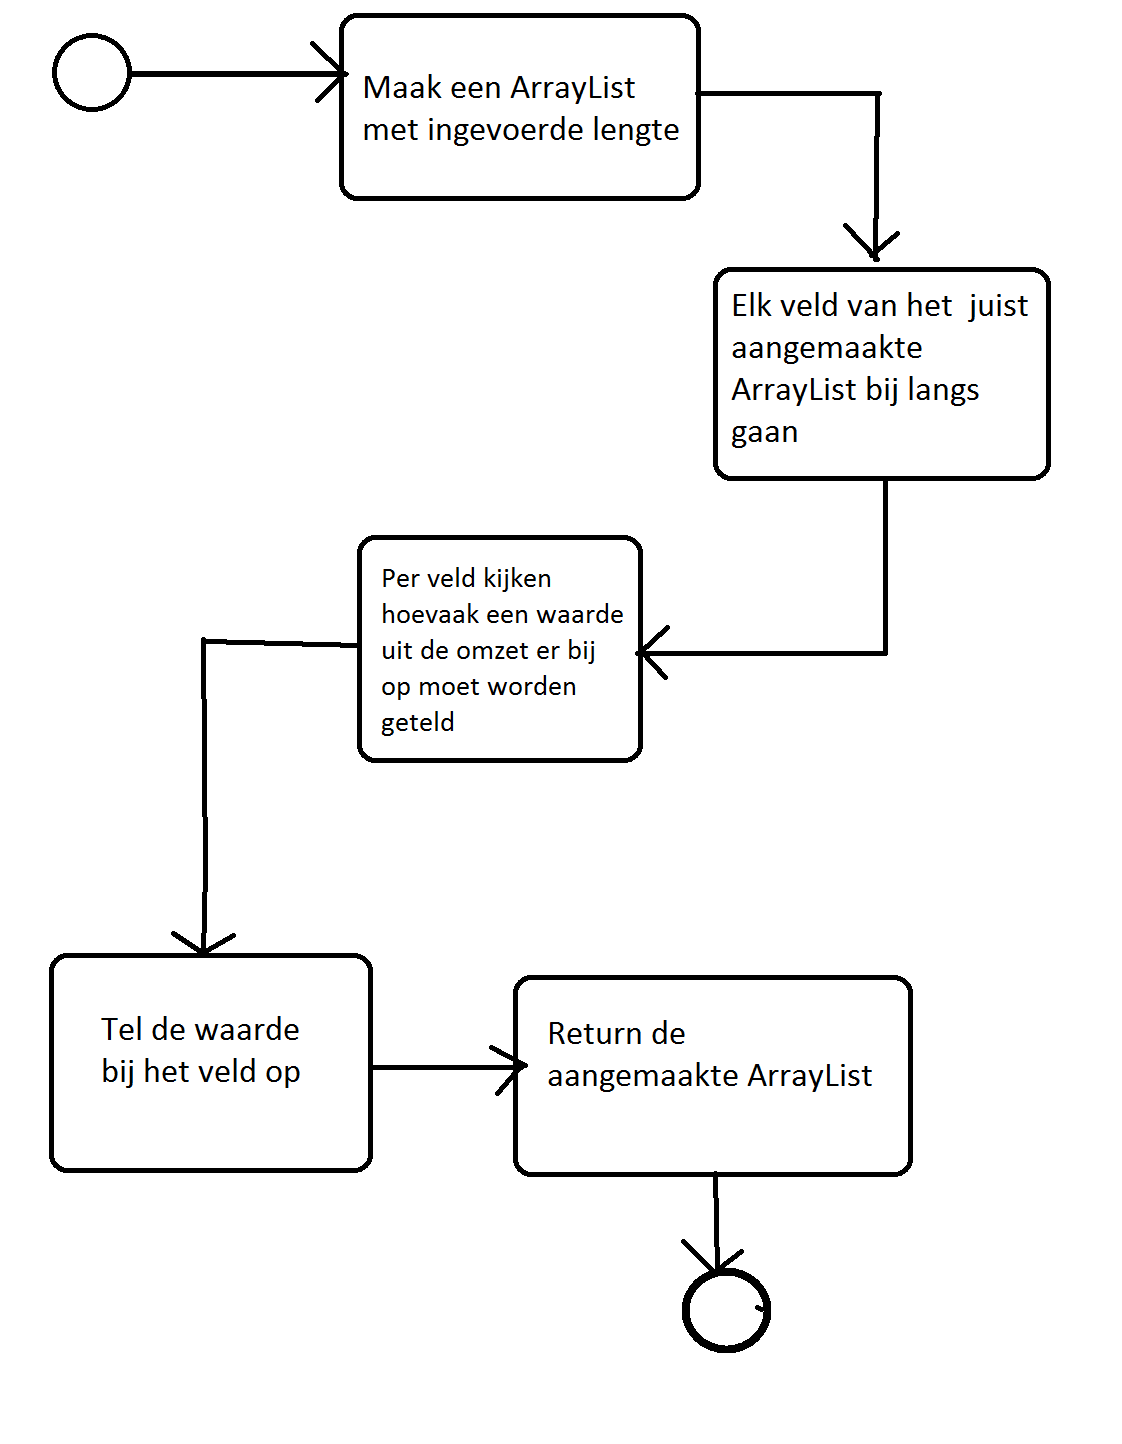 Maak een ArrayList
met ingevoerde lengte
Elk veld van het  juist
aangemaakte
ArrayList bij langs
gaan
Per veld kijken
hoevaak een waarde
uit de omzet er bij
op moet worden
geteld
Tel de waarde
bij het veld op
Return de
aangemaakte ArrayList